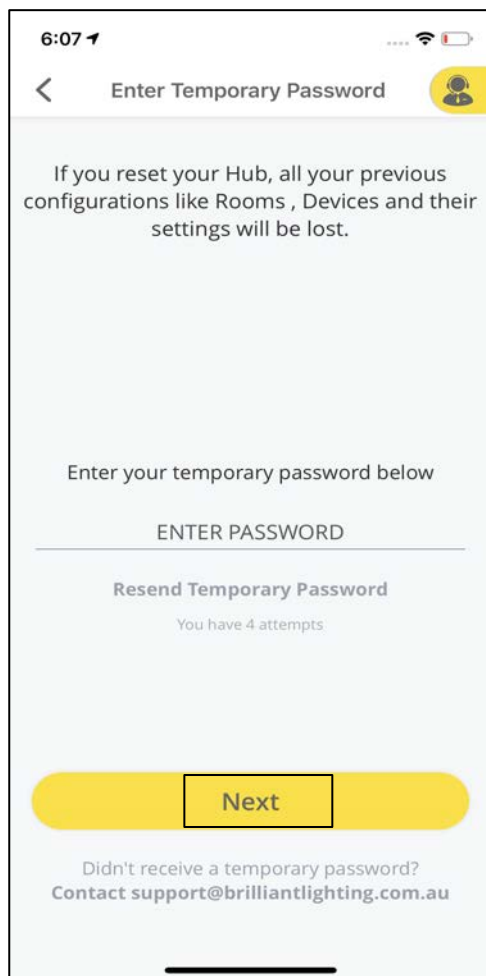 6:07
Enter Temporary Password
If you reset your Hub, all your previous
configurations like Rooms , Devices and their
settings will be lost.
Enter your temporary password below
ENTER PASSWORD
Resend Temporary Password
You have 4 attempts
Next
Didn't receive a temporary password?
Contact support@brilliantlighting.com.au